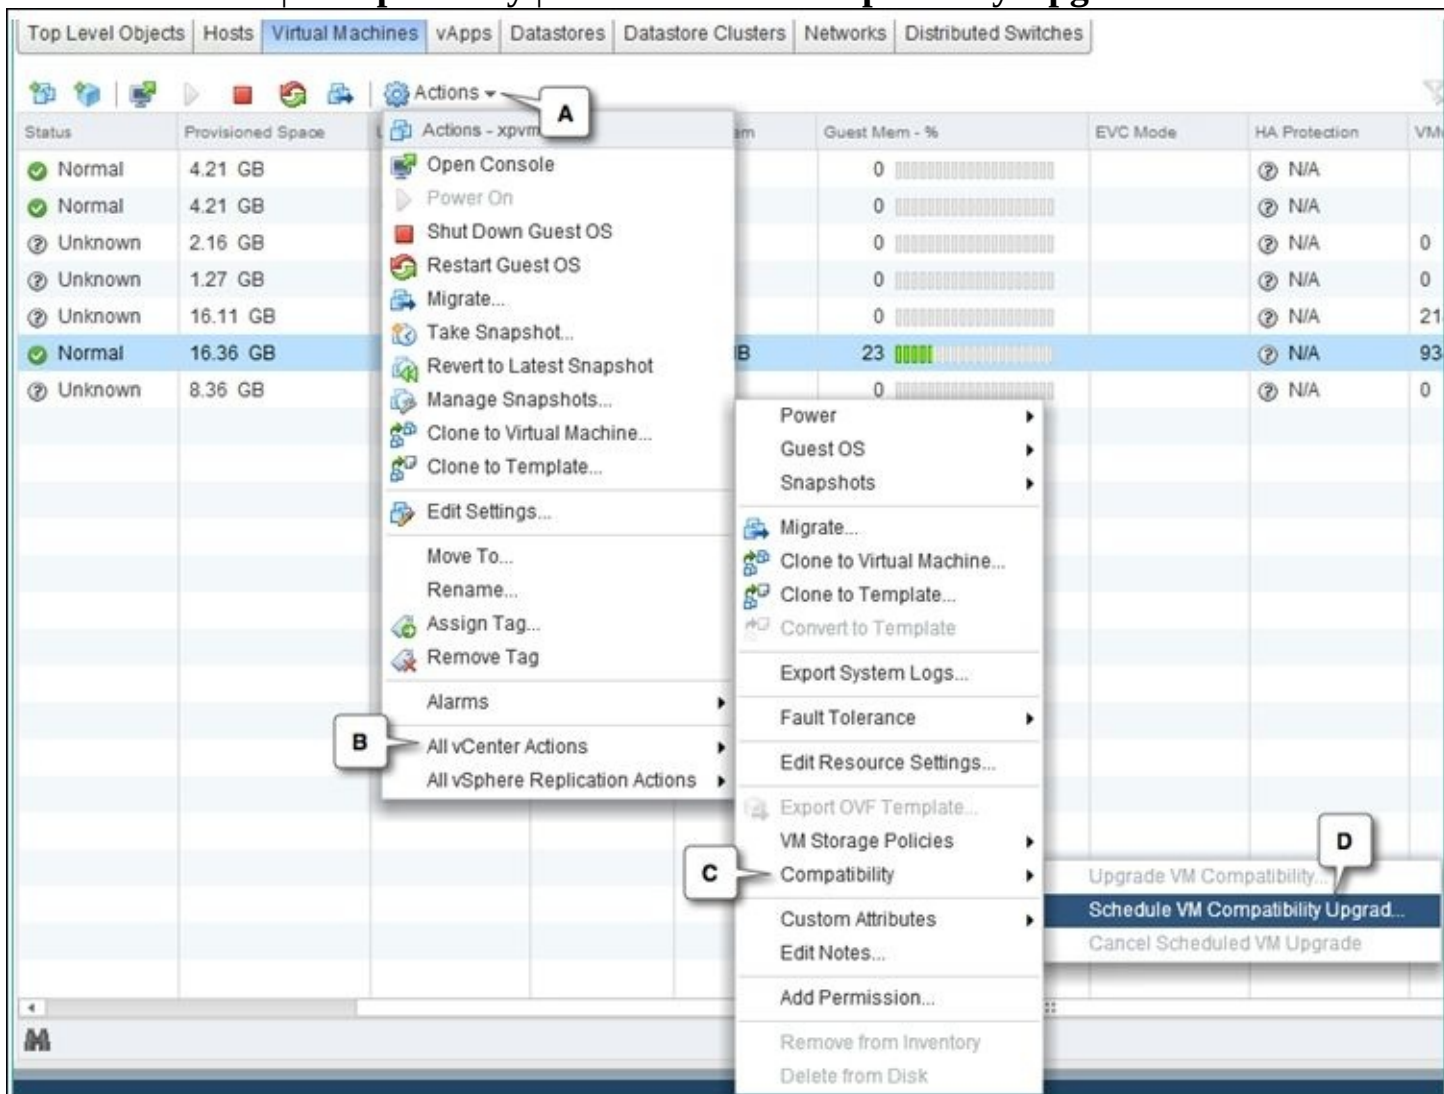 Top Level Objects Hosts Virtual Machines vApps Datastores Datastore Clusters Networks Distributed Switches
Actions
A
Status Provisioned Space Guest Mem - % EVC Mode HA Protection
Actions - xpvm
Normal 4.21 GB 0 N/A
Normal 4.21 GB 0 N/A
Unknown 2.16 GB 0 N/A 0
Unknown 1.27 GB 0 N/A 0
Unknown 16.11 GB 0 N/A 21
Normal 16.36 GB 23 N/A 93
Unknown 8.36 GB 0 N/A 0
Open Console
Power On
Shut Down Guest OS
Restart Guest OS
Migrate...
Take Snapshot...
Revert to Latest Snapshot
Manage Snapshots...
Clone to Virtual Machine...
Clone to Template...
Edit Settings...
Move To...
Rename...
Assign Tag...
Remove Tag
Alarms
B
All vCenter Actions
All vSphere Replication Actions
Power
Guest OS
Snapshots
Migrate...
Clone to Virtual Machine...
Clone to Template...
Convert to Template
Export System Logs...
Fault Tolerance
Edit Resource Settings...
Export OVF Template...
VM Storage Policies
C
Compatibility
Custom Attributes
Edit Notes...
Add Permission...
Remove from Inventory
Delete from Disk
D
Upgrade VM Compatibility...
Schedule VM Compatibility Upgrad...
Cancel Scheduled VM Upgrade